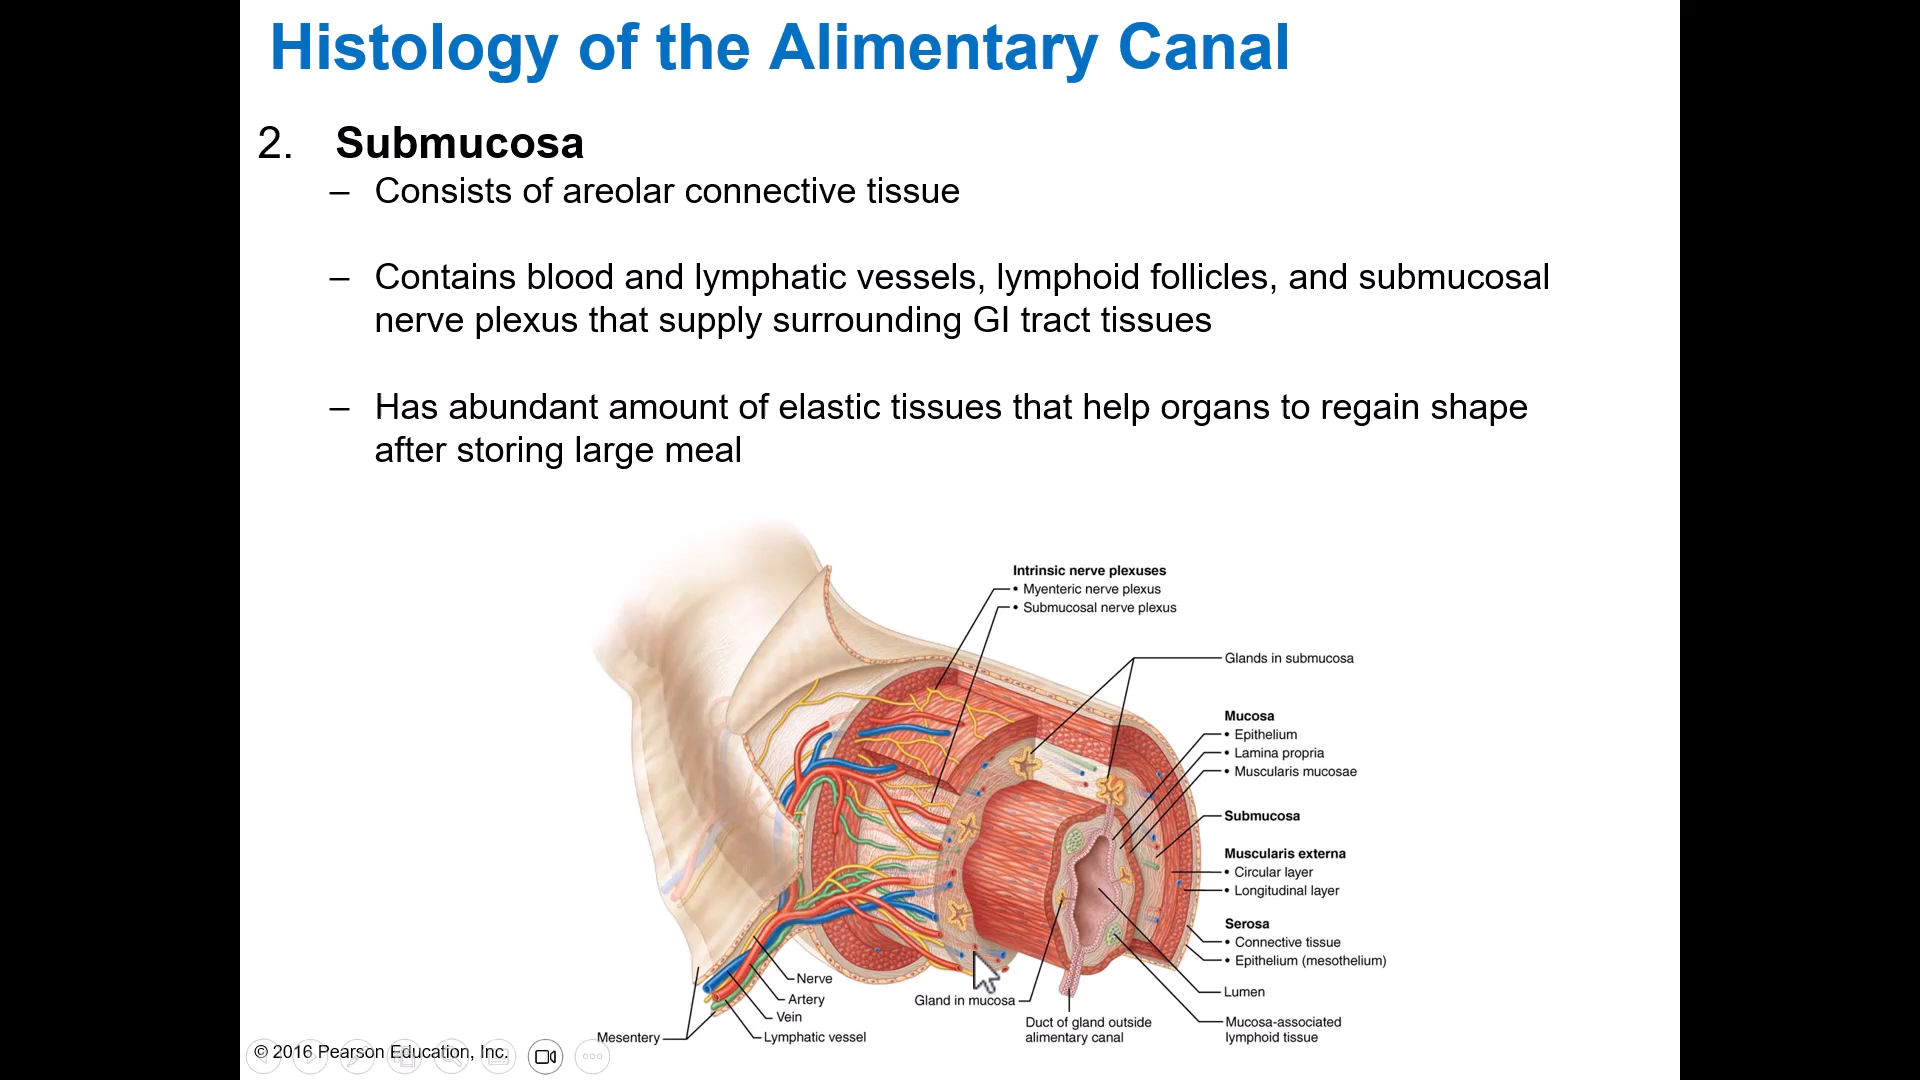 Histology of the Alimentary Canal
2. Submucosa
– Consists of areolar connective tissue
– Contains blood and lymphatic vessels, lymphoid follicles, and submucosal
nerve plexus that supply surrounding GI tract tissues
– Has abundant amount of elastic tissues that help organs to regain shape
after storing large meal
Intrinsic nerve plexuses
• Myenteric nerve plexus
• Submucosal nerve plexus
Glands in submucosa
Mucosa
• Epithelium
• Lamina propria
• Muscularis mucosae
Submucosa
Muscularis externa
• Circular layer
• Longitudinal layer
Serosa
• Connective tissue
• Epithelium (mesothelium)
Lumen
Mucosa-associated
lymphoid tissue
Nerve
Artery
Vein
Lymphatic vessel
Mesentery
Gland in mucosa
Duct of gland outside
alimentary canal
© 2016 Pearson Education, Inc.